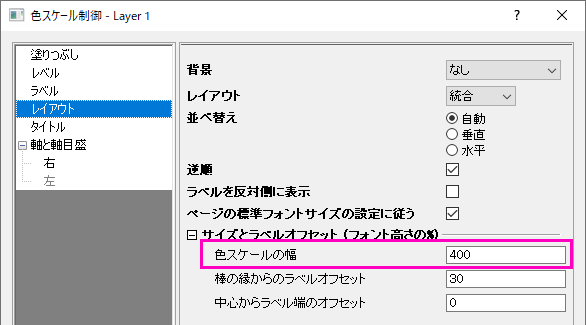 色スケール制御 - Layer 1
塗りつぶし
レベル
ラベル
レイアウト
タイトル
軸と軸目盛
右
左
背景 なし
レイアウト 統合
並べ替え 自動
垂直
水平
逆順
ラベルを反対側に表示
ページの標準フォントサイズの設定に従う
サイズとラベルオフセット (フォント高さの%)
色スケールの幅 400
棒の縁からのラベルオフセット 30
中心からラベル端のオフセット 0